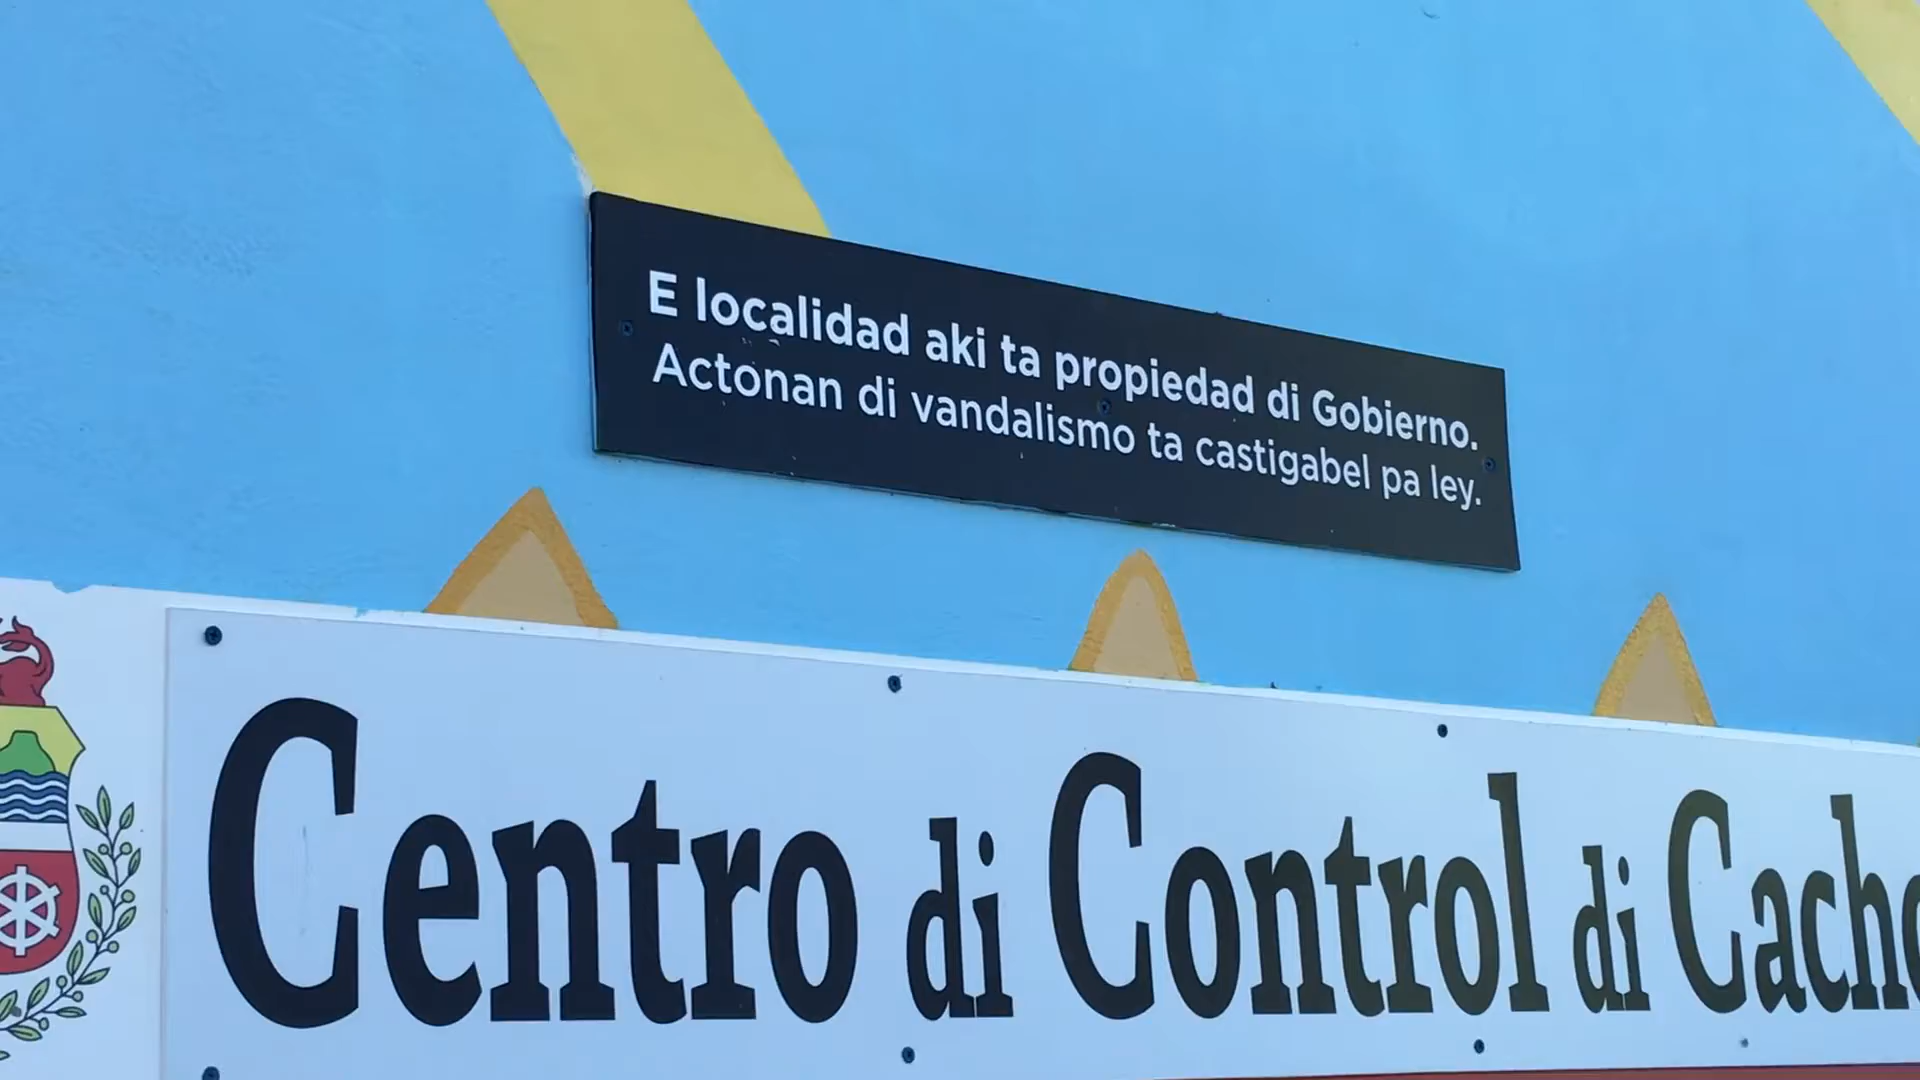 E localidad aki ta propiedad di Gobierno.
Actonan di vandalismo ta castigabel pa ley.
Centro di Control di